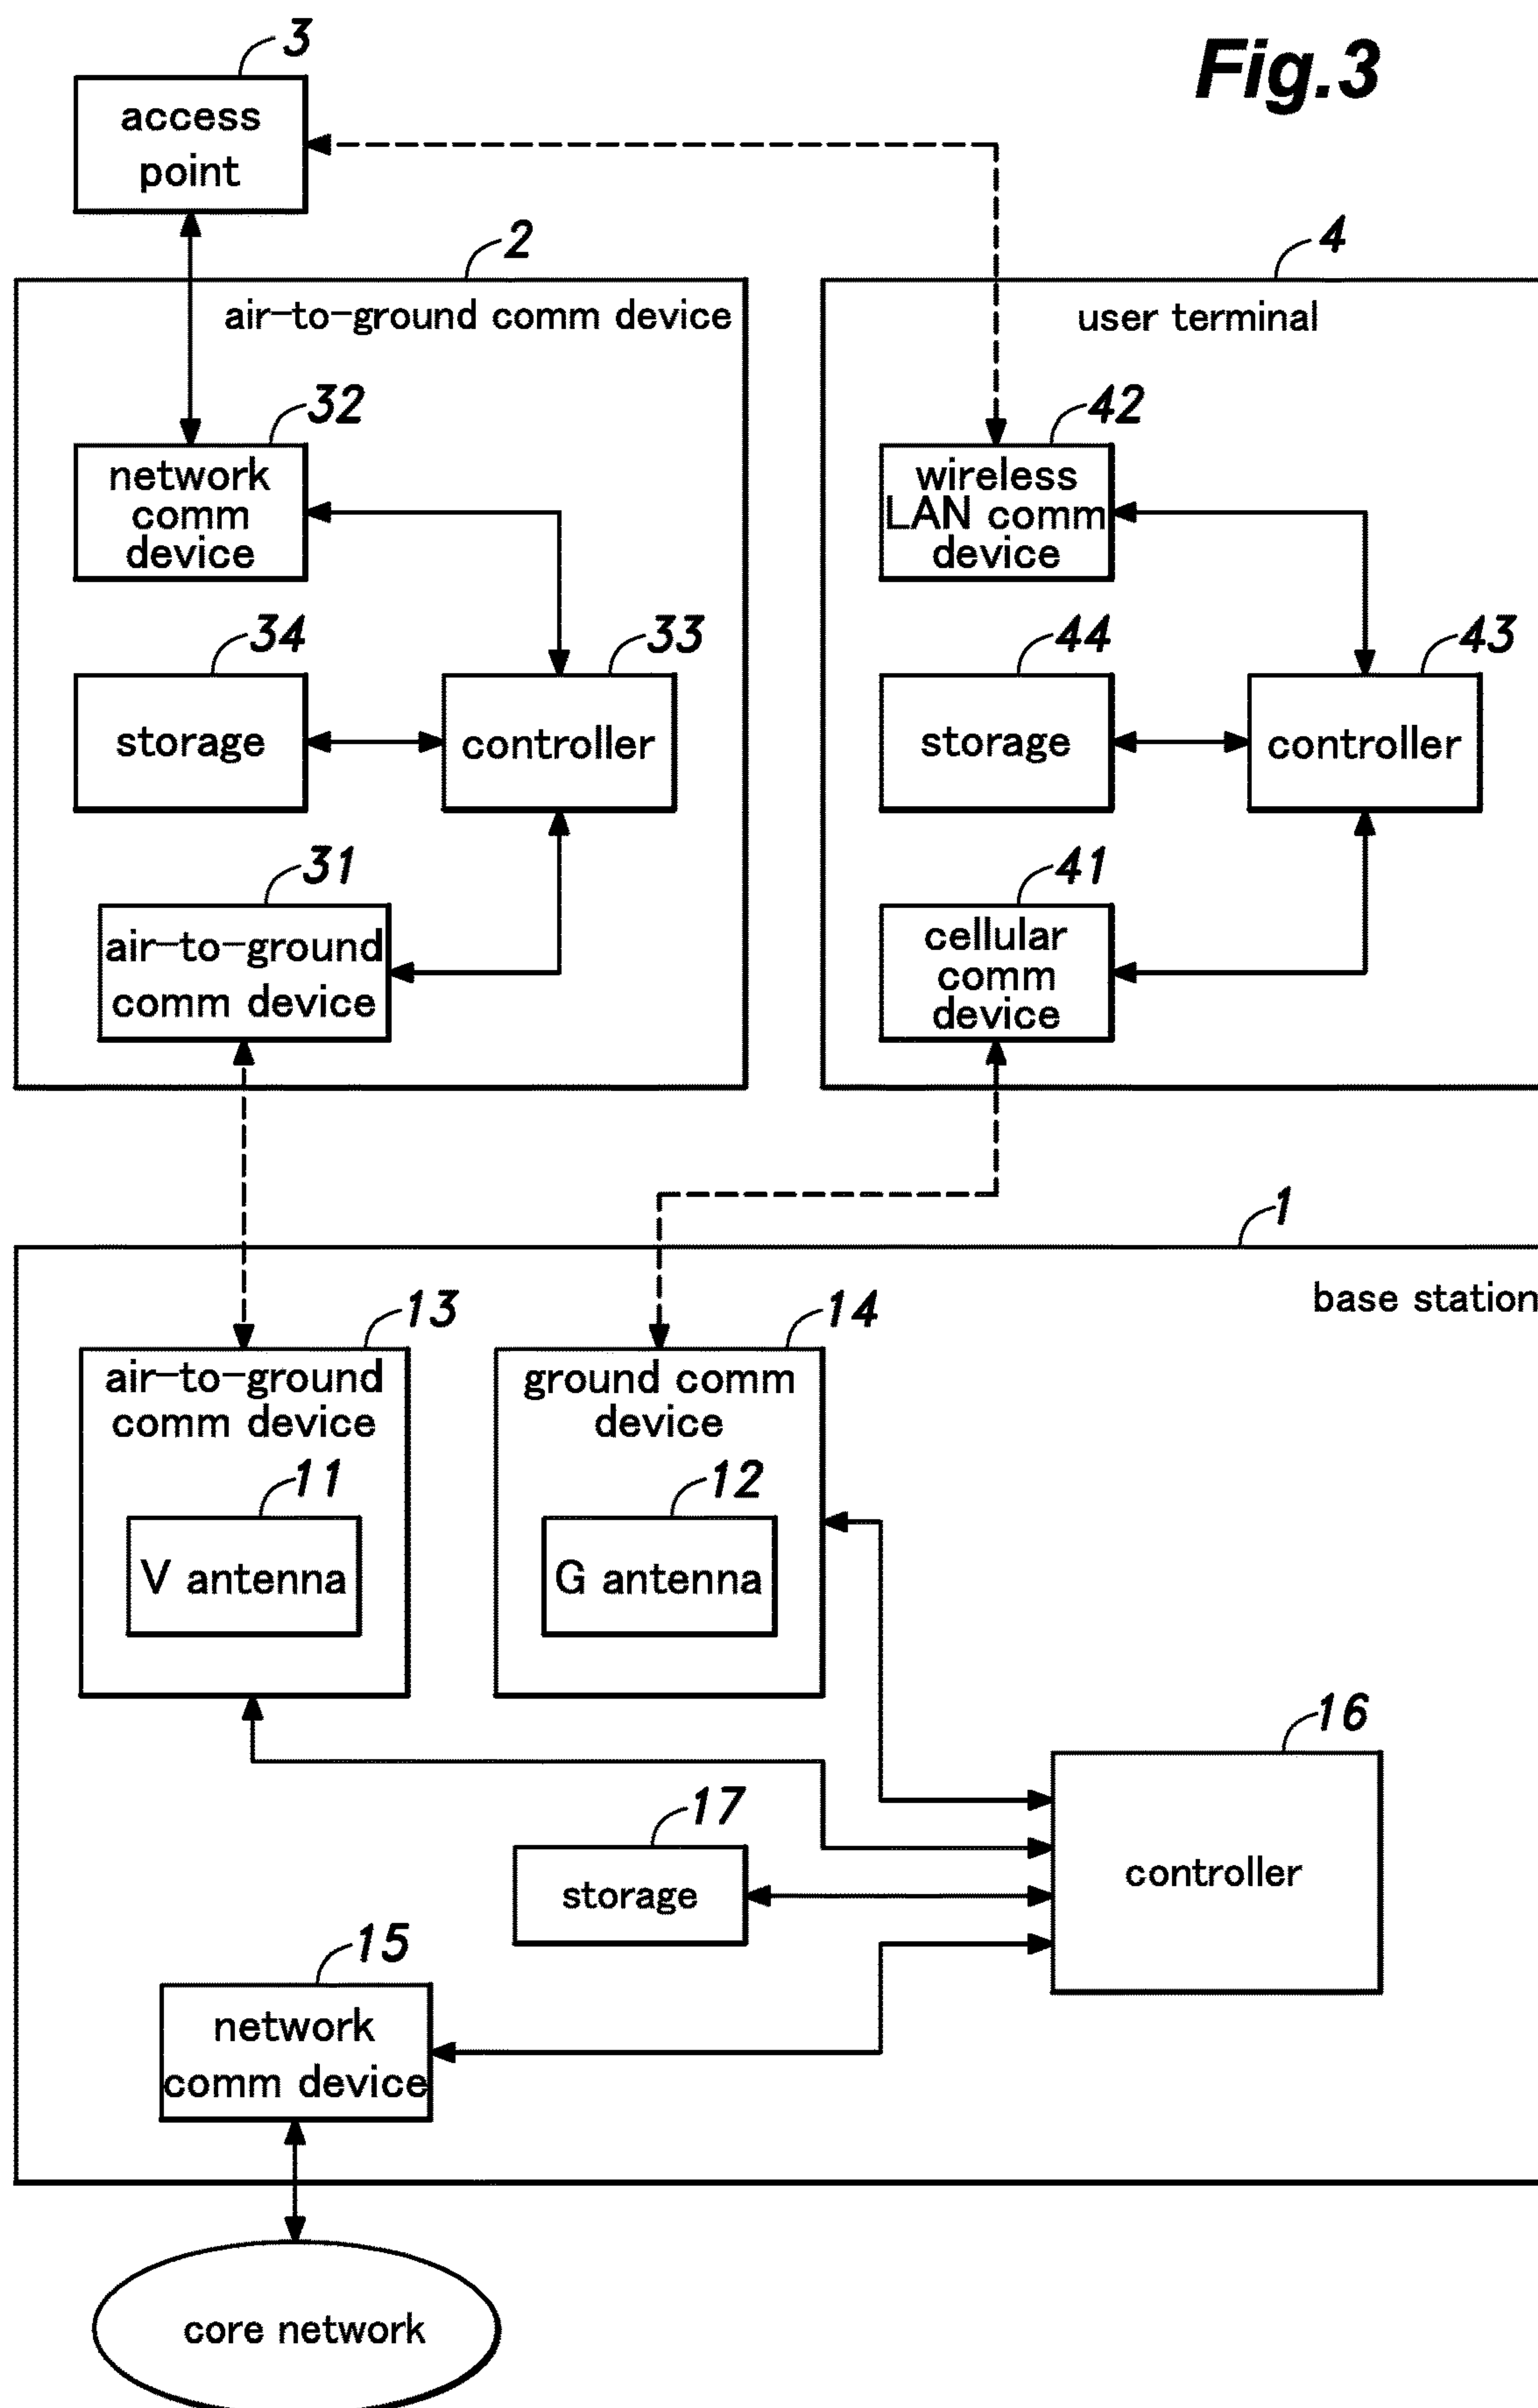 Fig.3
3
access
point
2
air-to-ground comm device
32
network
comm
device
34
storage
33
controller
31
air-to-ground
comm device
4
user terminal
42
wireless
LAN comm
device
44
storage
43
controller
41
cellular
comm
device
1
base station
13
air-to-ground
comm device
11
V antenna
14
ground comm
device
12
G antenna
16
controller
17
storage
15
network
comm device
core network